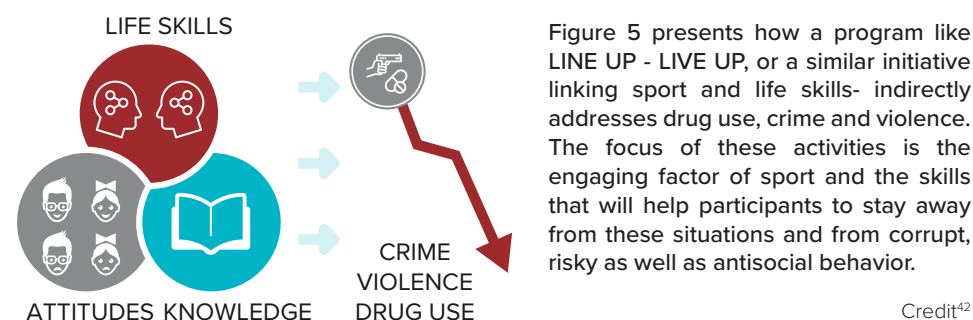 LIFE SKILLS
ATTITUDES KNOWLEDGE
CRIME
VIOLENCE
DRUG USE
Figure 5 presents how a program like
LINE UP - LIVE UP, or a similar initiative
linking sport and life skills- indirectly
addresses drug use, crime and violence.
The focus of these activities is the
engaging factor of sport and the skills
that will help participants to stay away
from these situations and from corrupt,
risky as well as antisocial behavior.
Credit⁴²